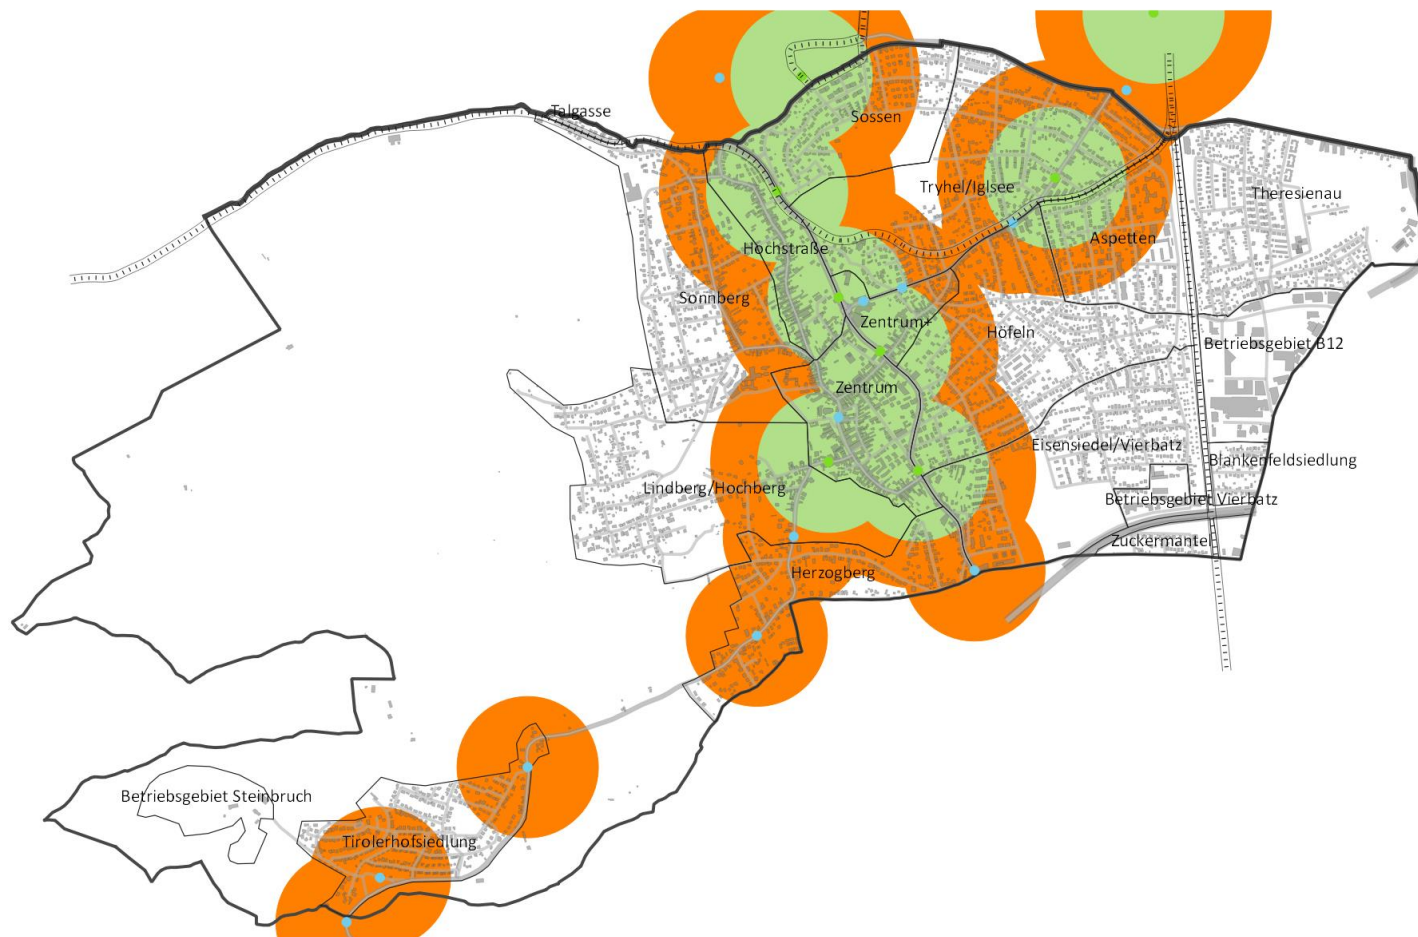 Talgasse
Sossen
Tryhel/Iglsee
Theresienau
Aspetten
Hochstraße
Sonnberg
Zentrum+
Höfeln
Betriebsgebiet B12
Zentrum
Eisensiedel/Vierbatz
Blankenfeldsiedlung
Lindberg/Hochberg
Betriebsgebiet Vierbatz
Zuckermantel
Herzogberg
Betriebsgebiet Steinbruch
Tirolerhofsiedlung